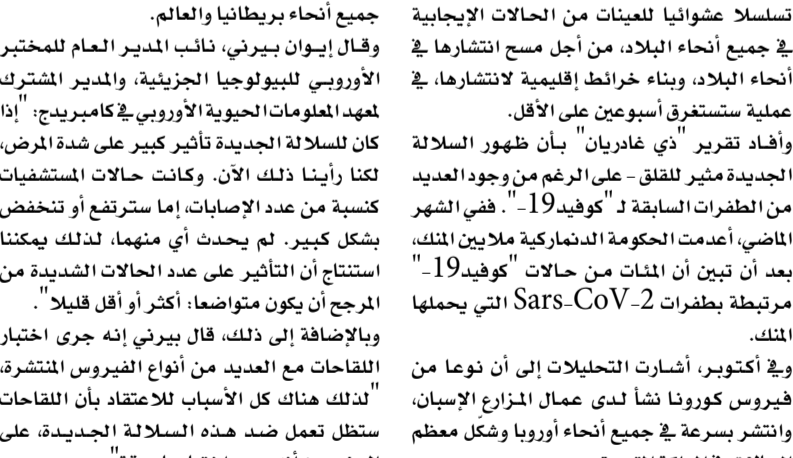 تسلسلا عشوائيا للعينات من الحالات الإيجابية
في جميع أنحاء البلاد، من أجل مسح انتشارها في
أنحاء البلاد، وبناء خرائط إقليمية لانتشارها، في
عملية ستستغرق أسبوعين على الأقل.
وأفاد تقرير "ذي غادريان" بأن ظهور السلالة
الجديدة مثير للقلق - على الرغم من وجود العديد
من الطفرات السابقة لـ "كوفيد19-". ففي الشهر
الماضي، أعدمت الحكومة الدنماركية ملايين المنك،
بعد أن تبين أن المئات من حالات "كوفيد19-"
مرتبطة بطفرات Sars-CoV-2 التي يحملها
المنك.
وفي أكتوبر، أشارت التحليلات إلى أن نوعا من
فيروس كورونا نشأ لدى عمال المزارع الإسبان،
وانتشر بسرعة في جميع أنحاء أوروبا وشكّل معظم
جميع أنحاء بريطانيا والعالم.
وقال إيوان بيرني، نائب المدير العام للمختبر
الأوروبي للبيولوجيا الجزيئية، والمدير المشترك
لمعهد المعلومات الحيوية الأوروبي في كامبريدج: "إذا
كان للسلالة الجديدة تأثير كبير على شدة المرض،
لكنا رأينا ذلك الآن. وكانت حالات المستشفيات
كنسبة من عدد الإصابات، إما سترتفع أو تنخفض
بشكل كبير. لم يحدث أي منهما، لذلك يمكننا
استنتاج أن التأثير على عدد الحالات الشديدة من
المرجح أن يكون متواضعا: أكثر أو أقل قليلا".
وبالإضافة إلى ذلك، قال بيرني إنه جرى اختبار
اللقاحات مع العديد من أنواع الفيروس المنتشرة،
"لذلك هناك كل الأسباب للاعتقاد بأن اللقاحات
ستظل تعمل ضد هذه السلالة الجديدة، على